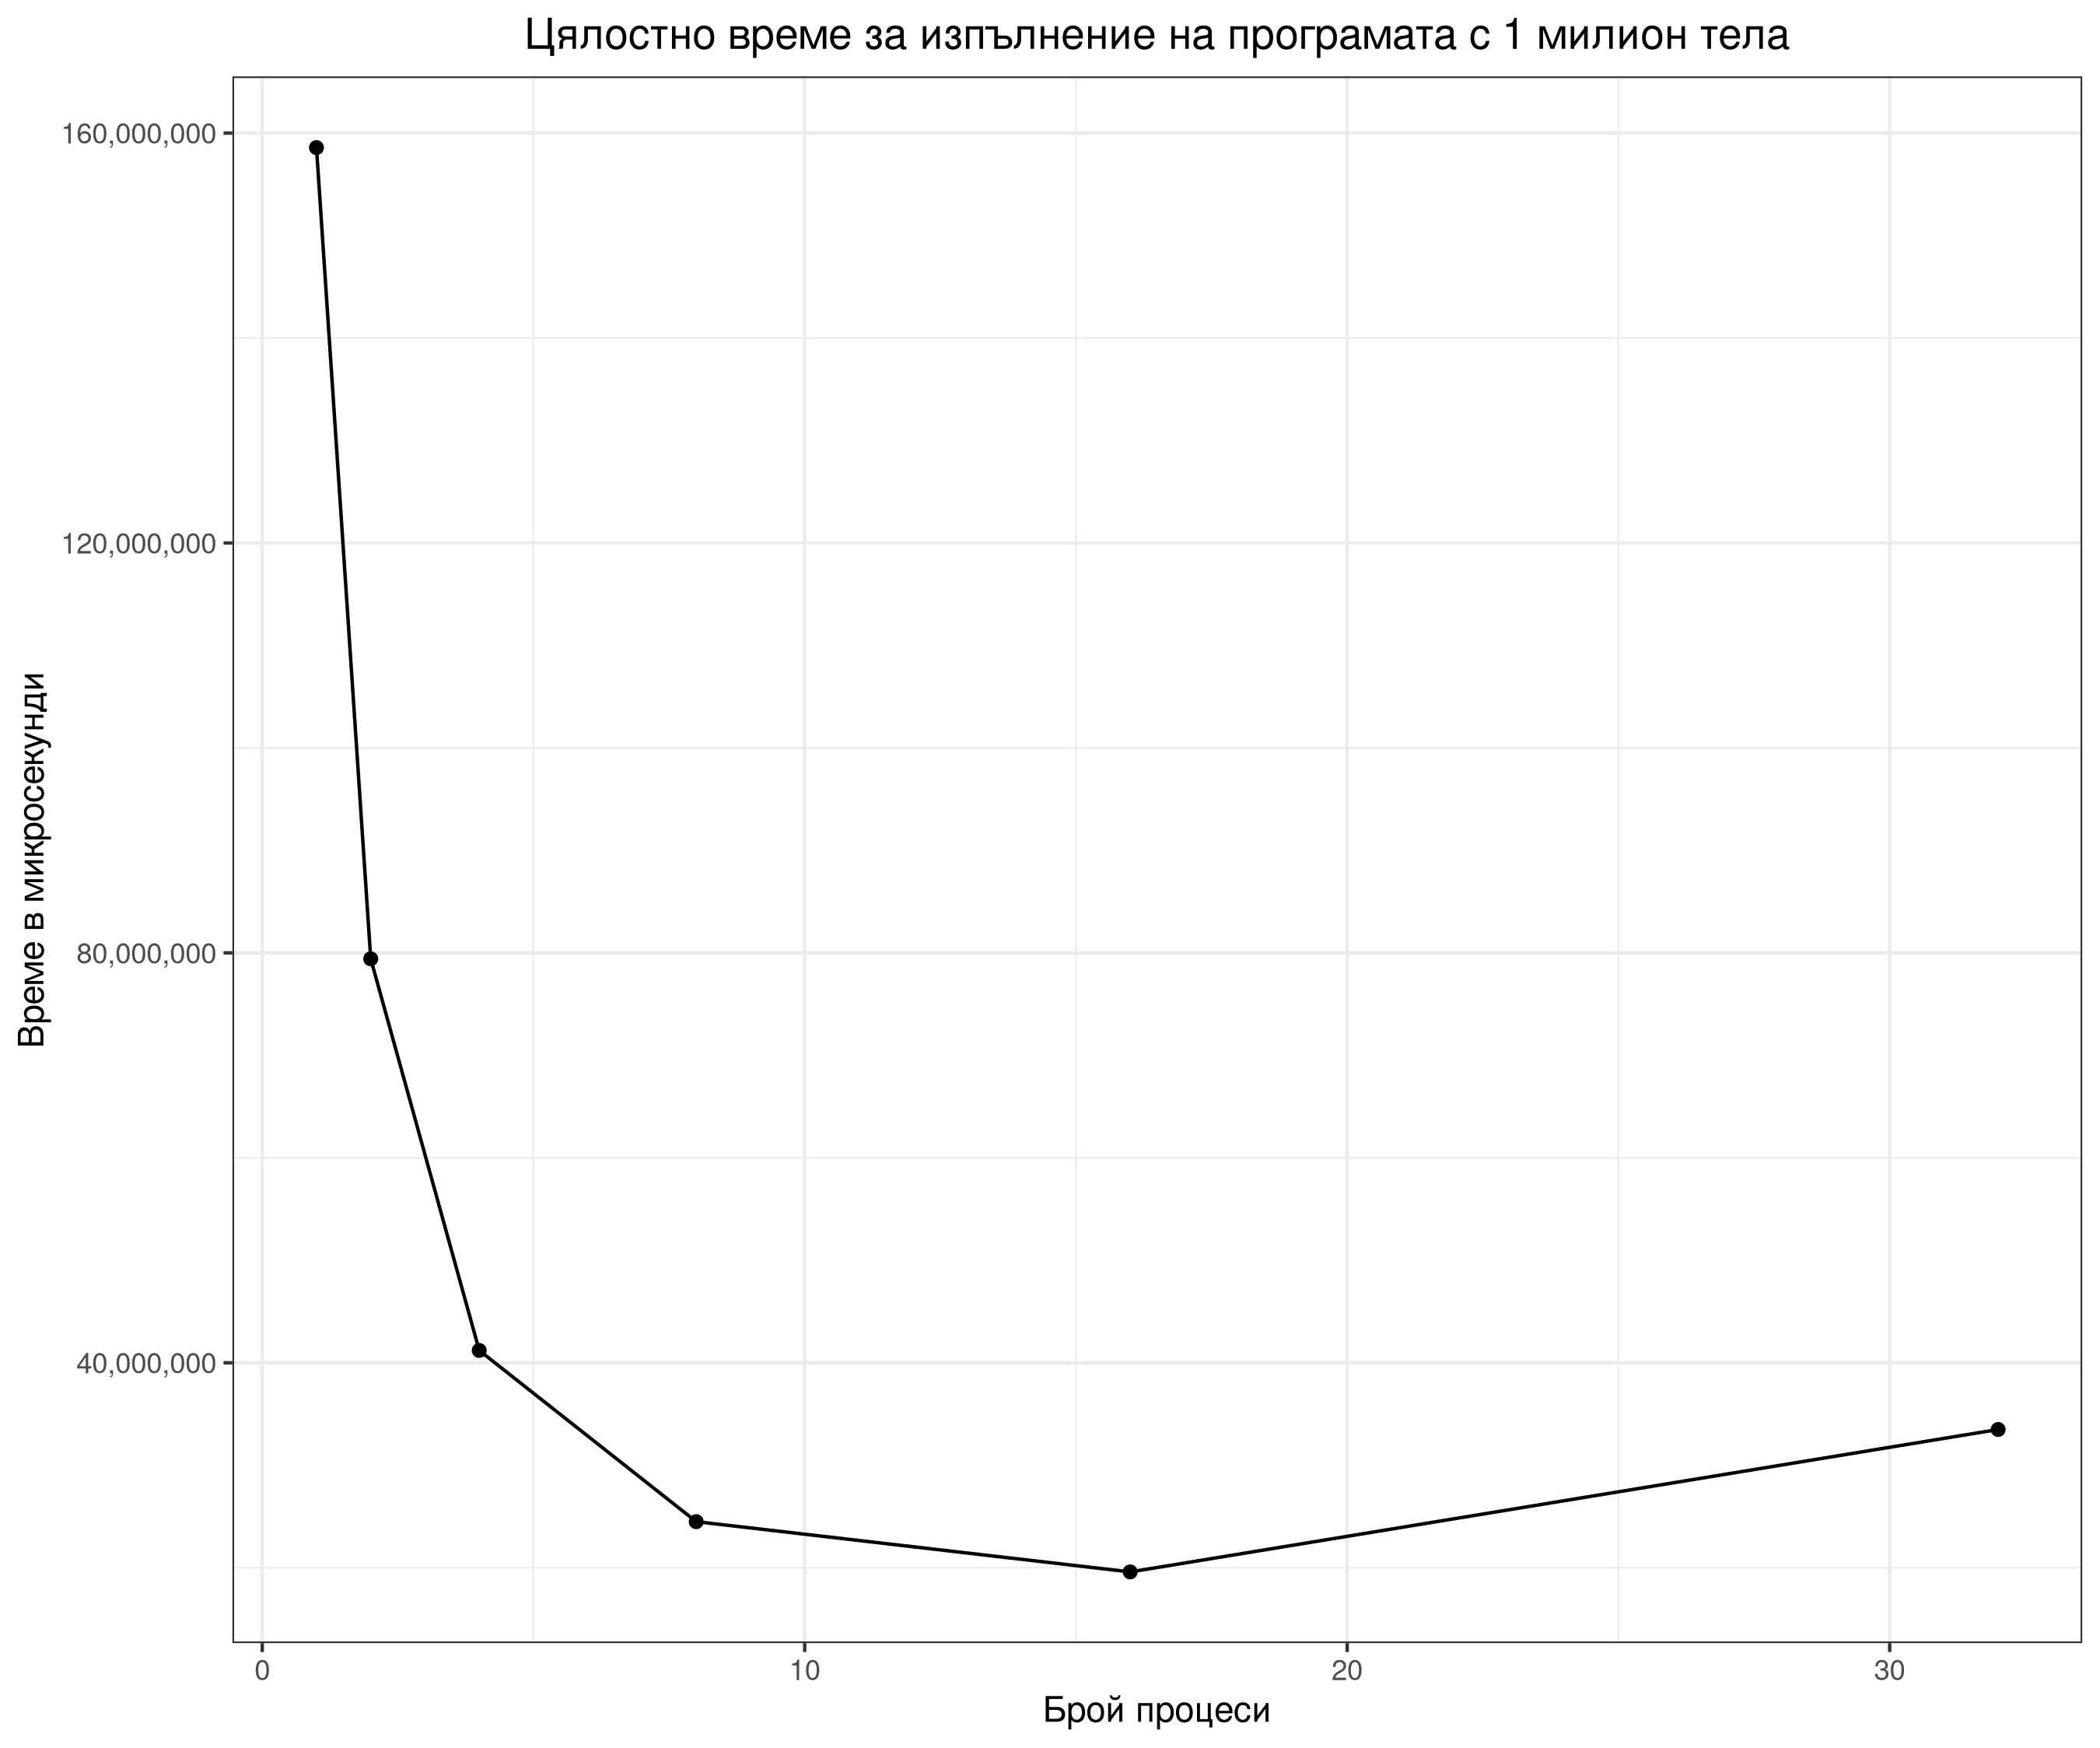 Цялостно време за изпълнение на програмата с 1 милион тела
Време в микросекунди
160,000,000
120,000,000
80,000,000
40,000,000
0
10
20
30
Брой процеси